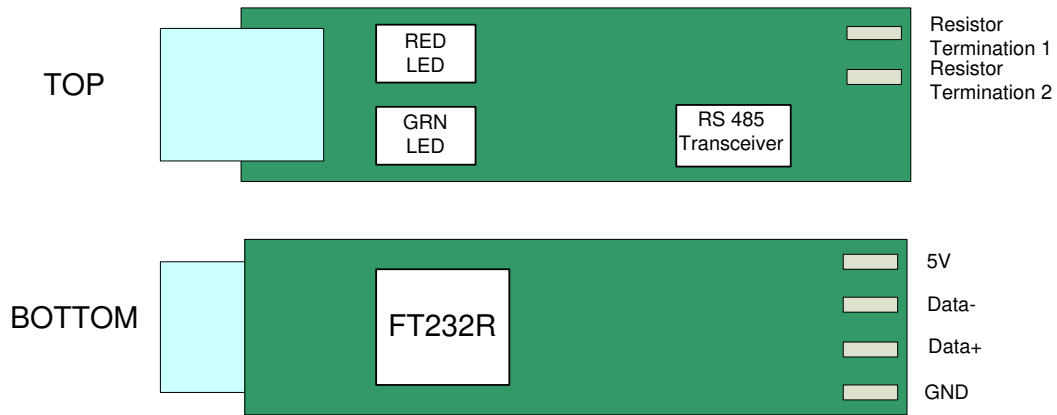 TOP
RED
LED
GRN
LED
RS 485
Transceiver
Resistor
Termination 1
Resistor
Termination 2
BOTTOM
FT232R
5V
Data-
Data+
GND